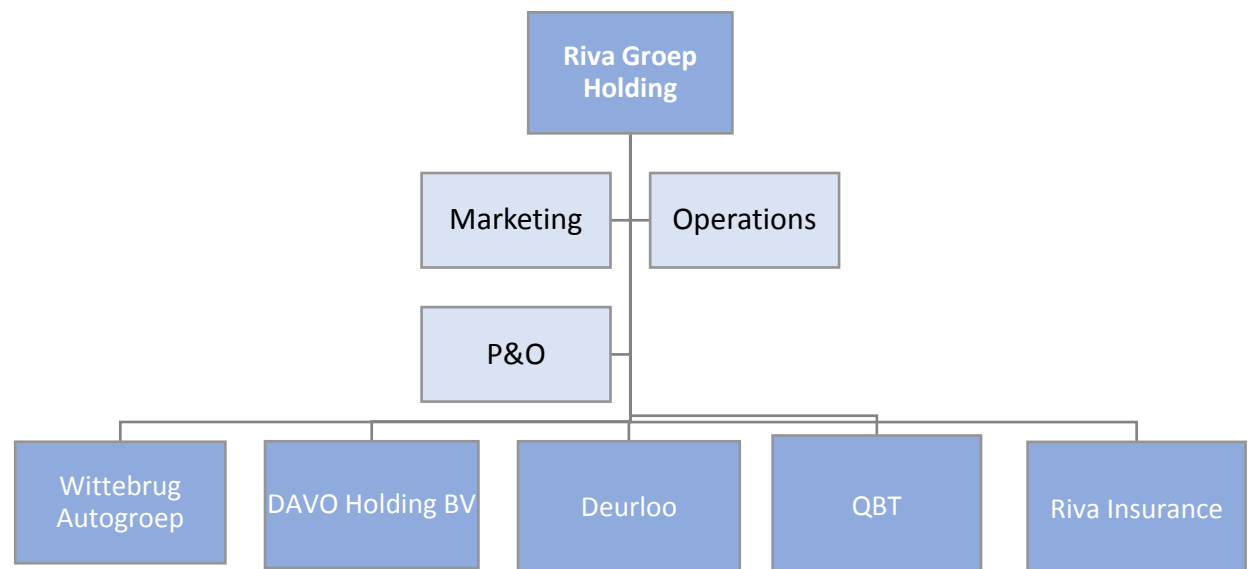 Riva Groep
Holding
Marketing
Operations
P&O
Wittebrug
Autogroep
DAVO Holding BV
Deurloo
QBT
Riva Insurance